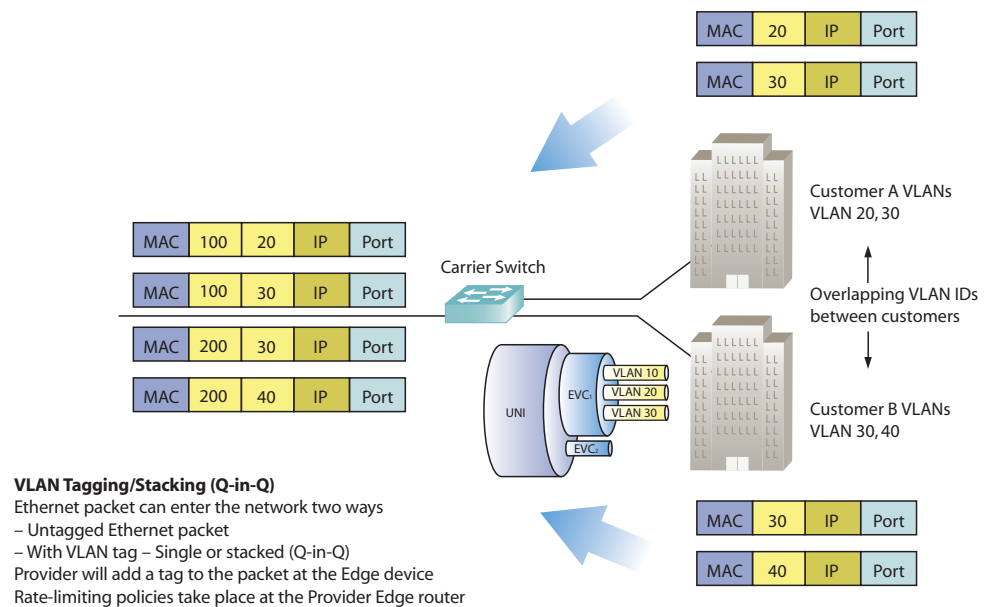 MAC 20 IP Port
MAC 30 IP Port
Customer A VLANs
VLAN 20, 30
MAC 100 20 IP Port
MAC 100 30 IP Port
MAC 200 30 IP Port
MAC 200 40 IP Port
Carrier Switch
Overlapping VLAN IDs
between customers
UNI
EVC₁
VLAN 10
VLAN 20
VLAN 30
EVC₂
Customer B VLANs
VLAN 30, 40
VLAN Tagging/Stacking (Q-in-Q)
Ethernet packet can enter the network two ways
– Untagged Ethernet packet
– With VLAN tag – Single or stacked (Q-in-Q)
Provider will add a tag to the packet at the Edge device
Rate-limiting policies take place at the Provider Edge router
MAC 30 IP Port
MAC 40 IP Port